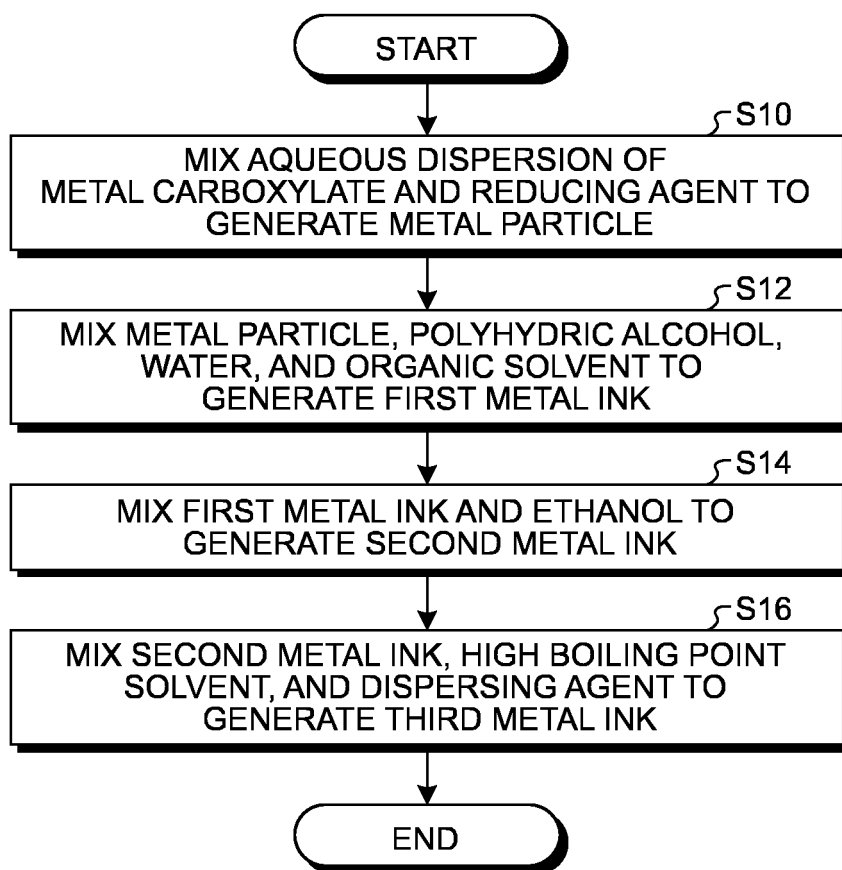 START
S10
MIX AQUEOUS DISPERSION OF
METAL CARBOXYLATE AND REDUCING AGENT TO
GENERATE METAL PARTICLE
S12
MIX METAL PARTICLE, POLYHYDRIC ALCOHOL,
WATER, AND ORGANIC SOLVENT TO
GENERATE FIRST METAL INK
S14
MIX FIRST METAL INK AND ETHANOL TO
GENERATE SECOND METAL INK
S16
MIX SECOND METAL INK, HIGH BOILING POINT
SOLVENT, AND DISPERSING AGENT TO
GENERATE THIRD METAL INK
END